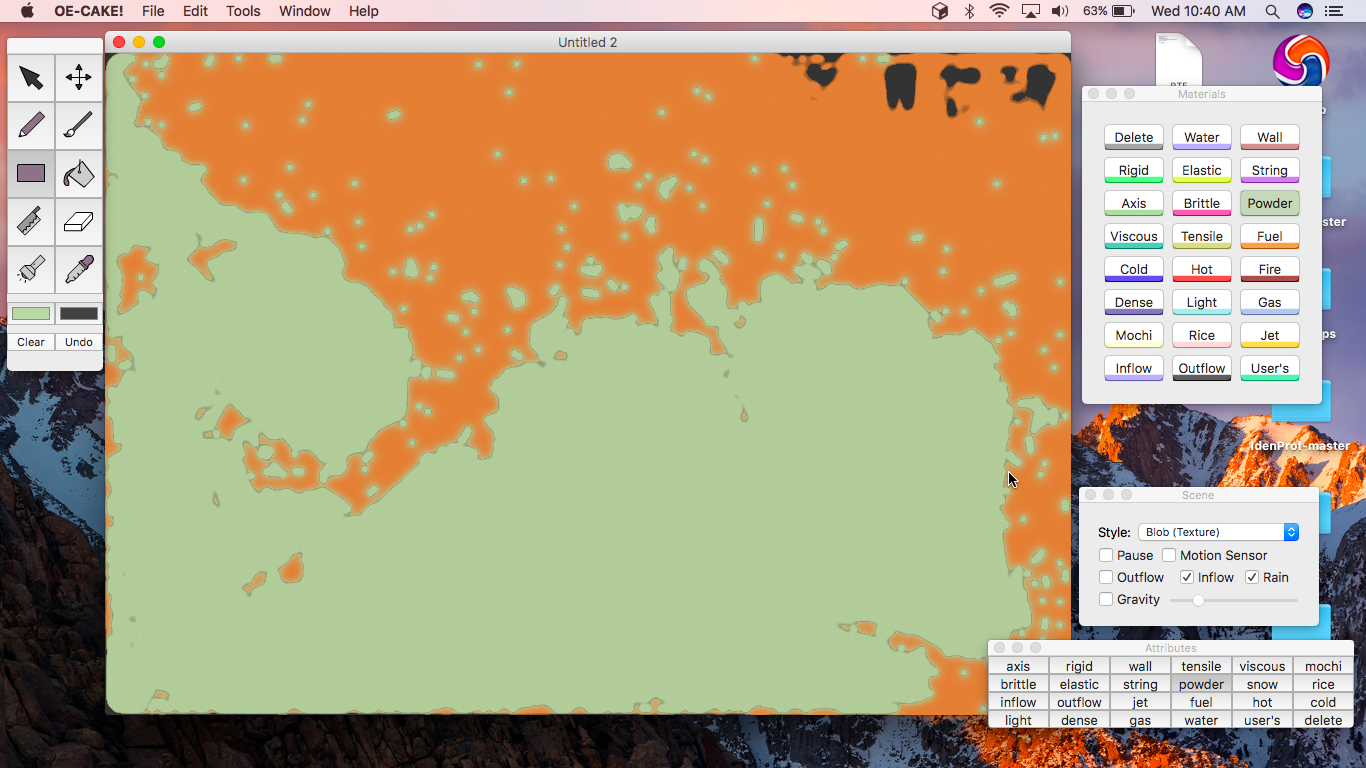 OE-CAKE! File Edit Tools Window Help 63% Wed 10:40 AM
Untitled 2
Clear Undo
Materials
Delete Water Wall
Rigid Elastic String
Axis Brittle Powder
Viscous Tensile Fuel
Cold Hot Fire
Dense Light Gas
Mochi Rice Jet
Inflow Outflow User's
IdenProf-master
Scene
Style: Blob (Texture)
Pause Motion Sensor
Outflow Inflow Rain
Gravity
Attributes
axis rigid wall tensile viscous mochi
brittle elastic string powder snow rice
inflow outflow jet fuel hot cold
light dense gas water user's delete